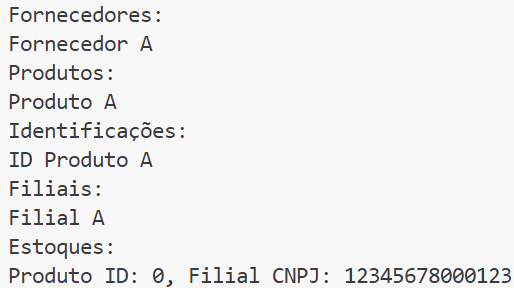 Fornecedores:
Fornecedor A
Produtos:
Produto A
Identificações:
ID Produto A
Filiais:
Filial A
Estoques:
Produto ID: 0, Filial CNPJ: 12345678000123